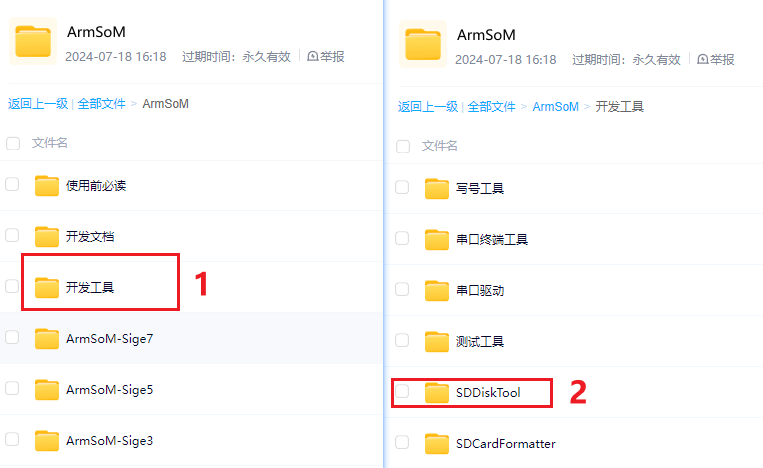 ArmSoM
2024-07-18 16:18 过期时间：永久有效 举报
返回上一级 | 全部文件 > ArmSoM
文件名
使用前必读
开发文档
开发工具
1
ArmSoM-Sige7
ArmSoM-Sige5
ArmSoM-Sige3
ArmSoM
2024-07-18 16:18 过期时间：永久有效 举报
返回上一级 | 全部文件 > ArmSoM > 开发工具
文件名
写号工具
串口终端工具
串口驱动
测试工具
SDDiskTool
2
SDCardFormatter